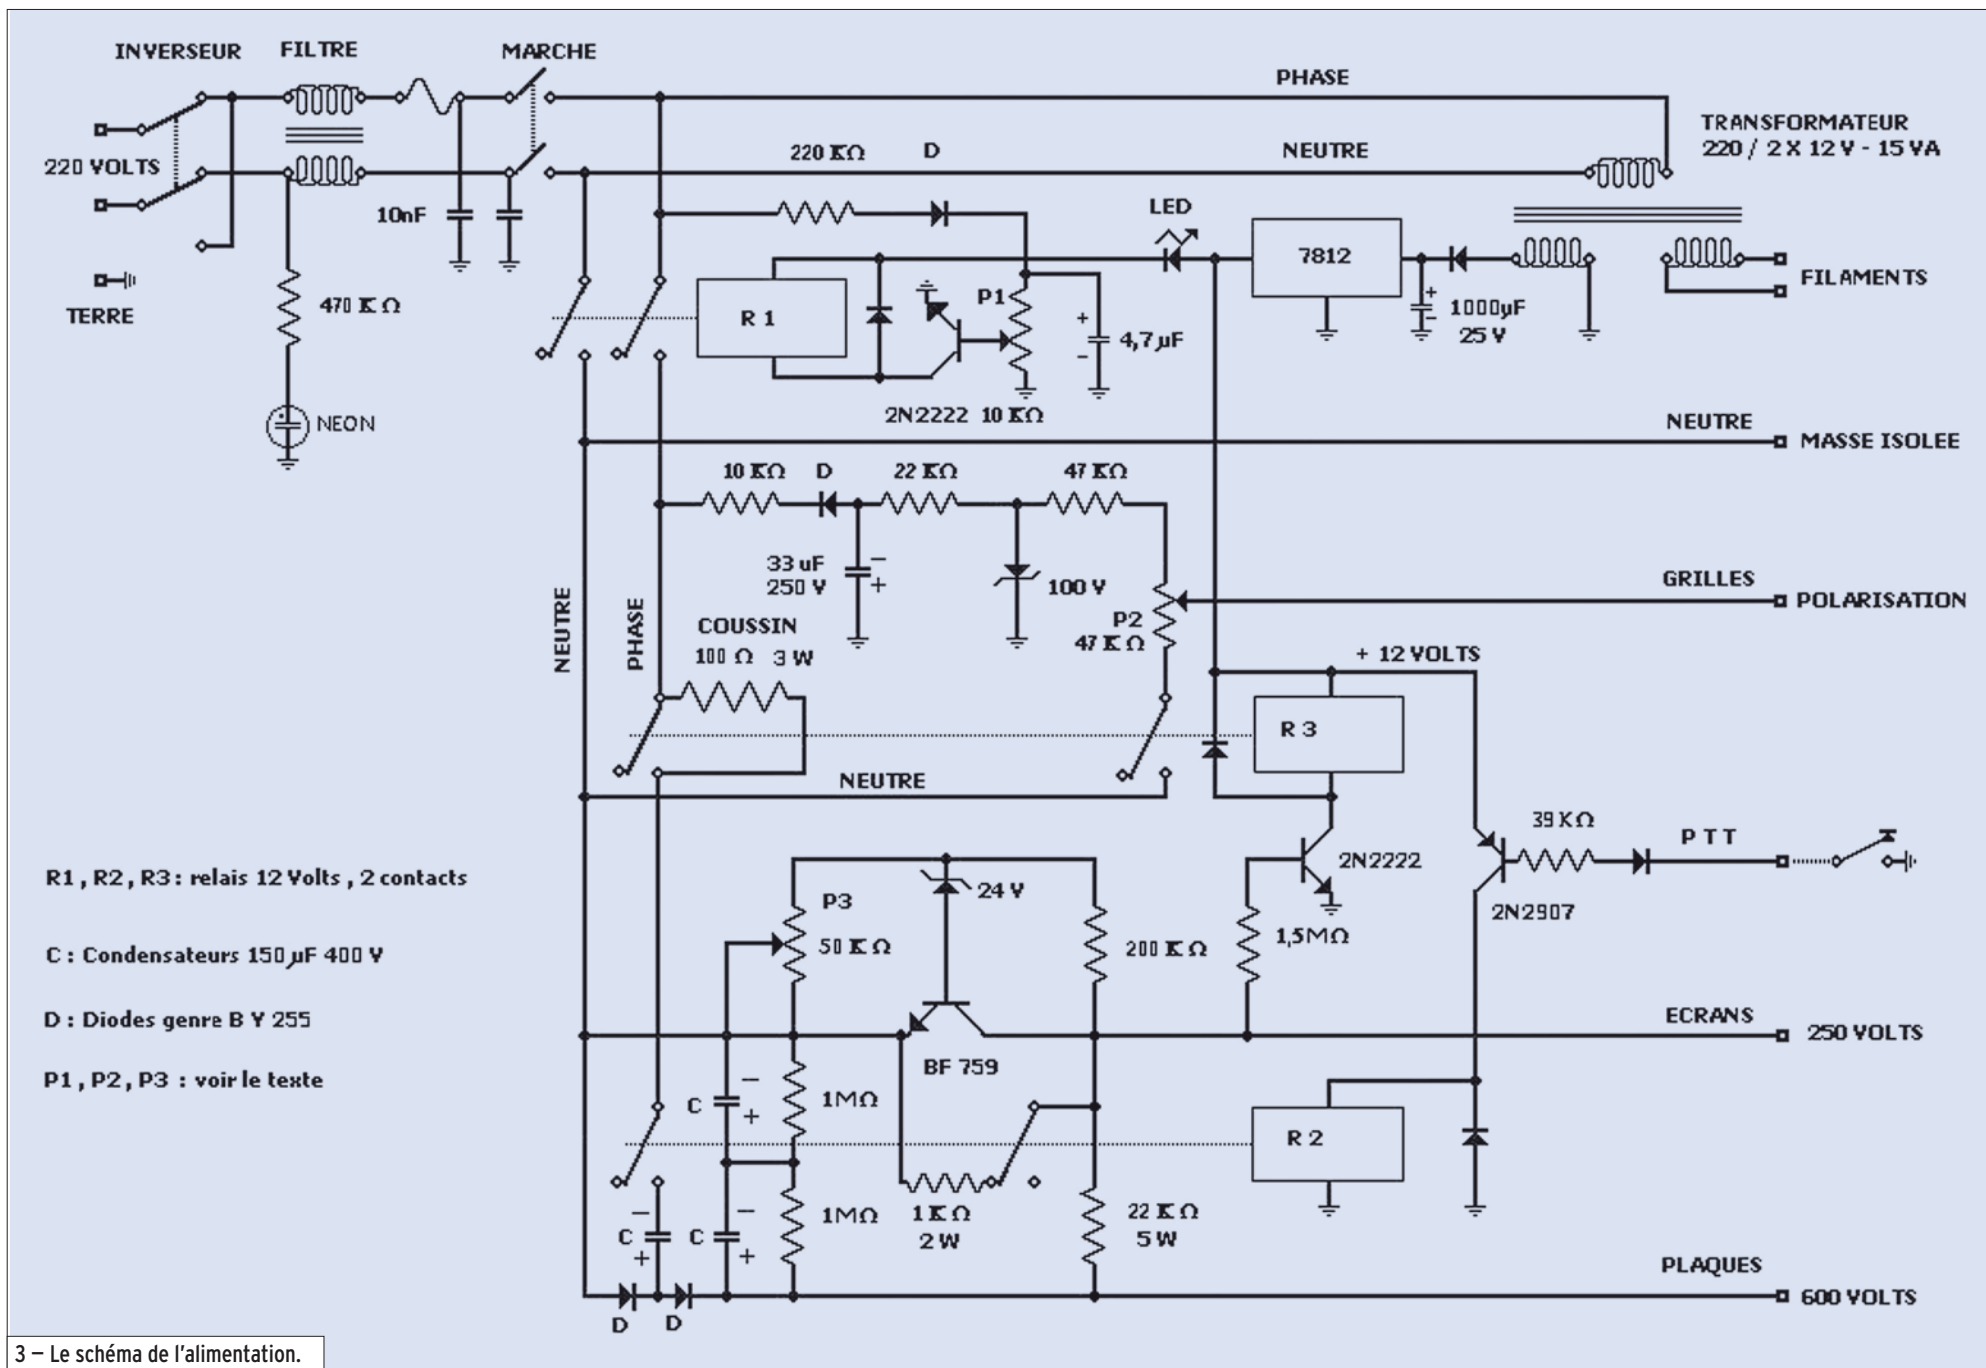 INVERSEUR
FILTRE
MARCHE
PHASE
TRANSFORMATEUR
220 / 2 X 12 V - 15 VA
220 VOLTS
220 KΩ
D
NEUTRE
10nF
LED
7812
FILAMENTS
TERRE
470 KΩ
R 1
P1
+
-
4,7µF
+
-
1000µF
25 V
NEON
2N2222
10 KΩ
NEUTRE
MASSE ISOLEE
10 KΩ
D
22 KΩ
47 KΩ
33 uF
250 V
-
+
100 V
GRILLES
POLARISATION
NEUTRE
PHASE
COUSSIN
100 Ω 3 W
P2
47 KΩ
+ 12 VOLTS
R 3
NEUTRE
39 KΩ
P T T
2N2222
2N2907
R1 , R2 , R3 : relais 12 Volts , 2 contacts
24 V
P3
50 KΩ
200 KΩ
1,5MΩ
C : Condensateurs 150µF 400 V
D : Diodes genre B Y 255
ECRANS
250 VOLTS
BF 759
P1 , P2 , P3 : voir le texte
C
-
+
1MΩ
R 2
C
-
+
C
-
+
1MΩ
1 KΩ
2 W
22 KΩ
5 W
PLAQUES
600 VOLTS
D
D
3 – Le schéma de l'alimentation.